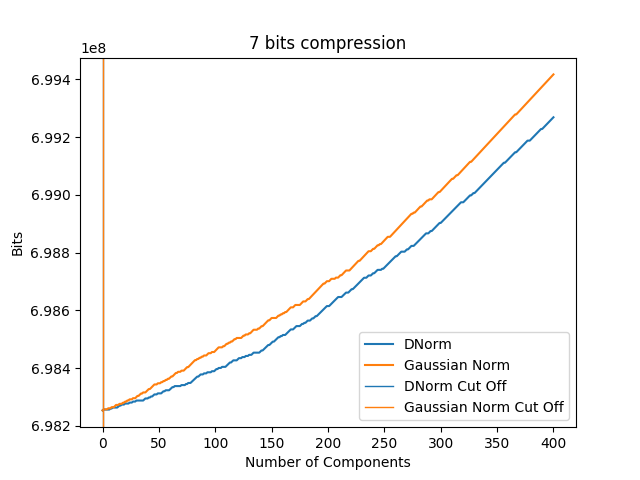 7 bits compression
1e8
6.994
6.992
6.990
6.988
6.986
6.984
6.982
Bits
0 50 100 150 200 250 300 350 400
Number of Components
DNorm
Gaussian Norm
DNorm Cut Off
Gaussian Norm Cut Off